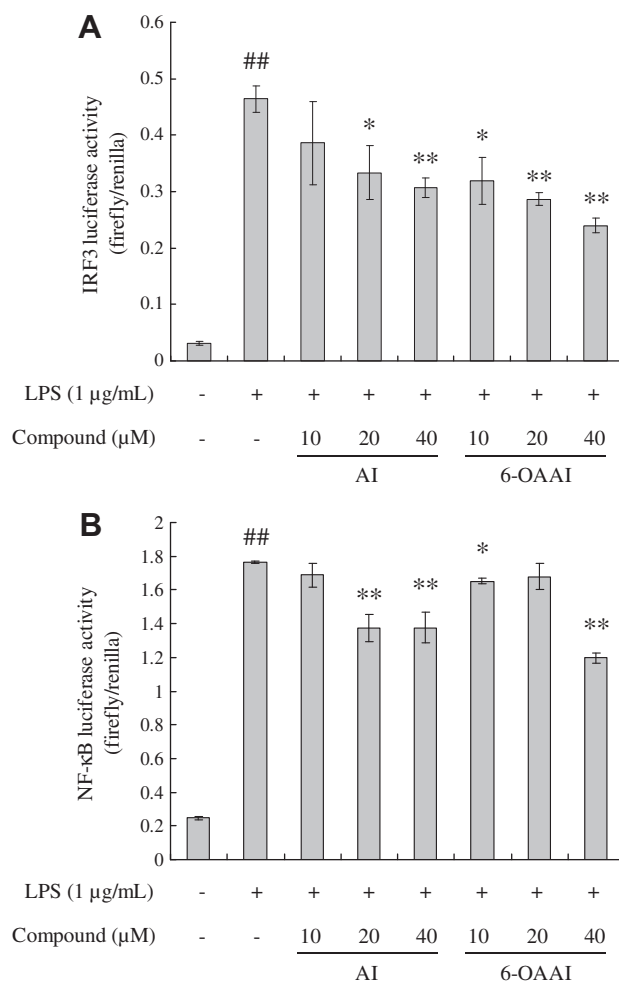 A
IRF3 luciferase activity
(firefly/renilla)
0.6
0.5
0.4
0.3
0.2
0.1
0
##
*
**
*
**
**
LPS (1 µg/mL) - + + + + + + +
Compound (µM) - - 10 20 40 10 20 40
AI 6-OAAI
B
NF-κB luciferase activity
(firefly/renilla)
2
1.8
1.6
1.4
1.2
1
0.8
0.6
0.4
0.2
0
##
**
**
*
**
LPS (1 µg/mL) - + + + + + + +
Compound (µM) - - 10 20 40 10 20 40
AI 6-OAAI